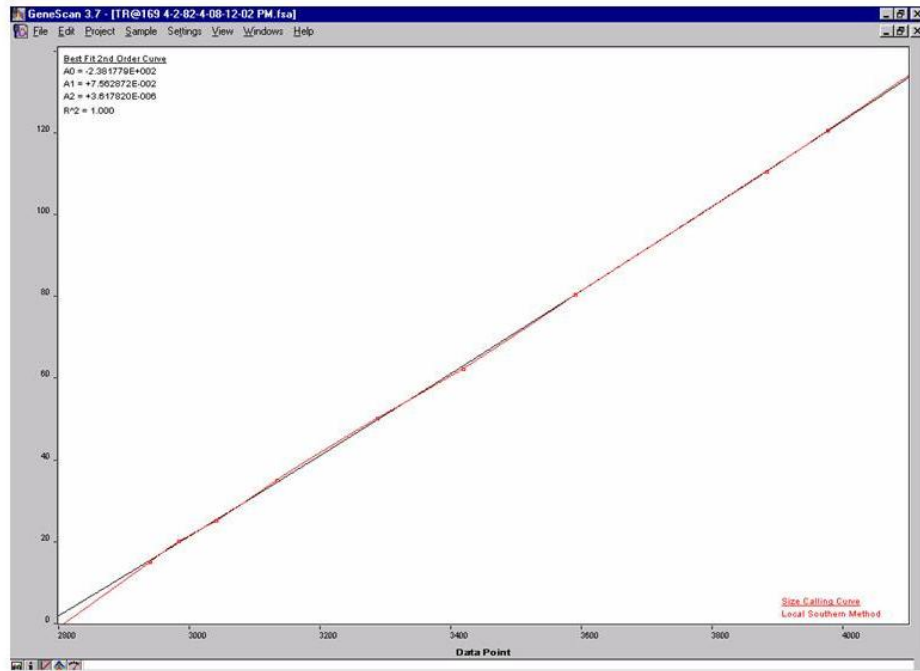 GeneScan 3.7 - [TR@169 4-2-82-4-08-12-02 PM.fsa]
File Edit Project Sample Settings View Windows Help
Best Fit 2nd Order Curve
A0 = -2.381779E+002
A1 = +7.562872E-002
A2 = +3.617820E-006
R^2 = 1.000
120
100
80
60
40
20
0
2800 3000 3200 3400 3600 3800 4000
Data Point
Size Calling Curve
Local Southern Method